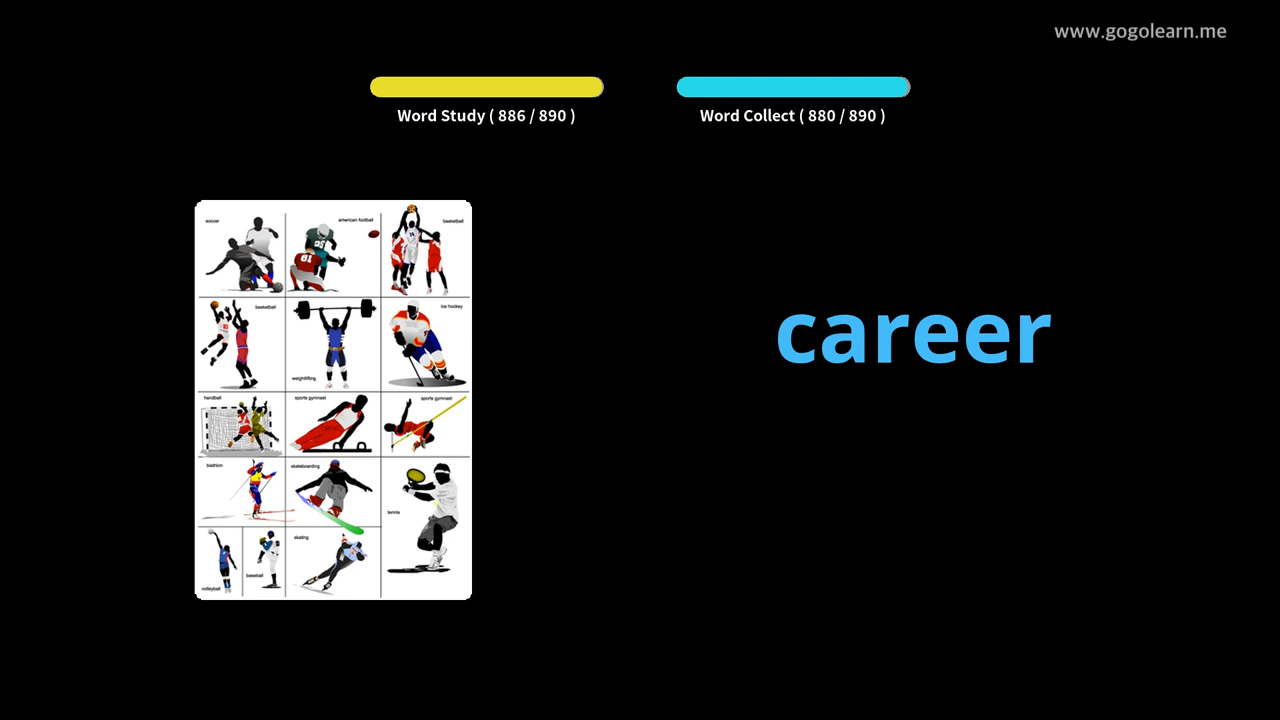 www.gogolearn.me
Word Study ( 886 / 890 )
Word Collect ( 880 / 890 )
soccer
american football
basketball
basketball
weightlifting
ice hockey
handball
sports gymnast
sports gymnast
biathlon
skateboarding
tennis
volleyball
baseball
skating
career